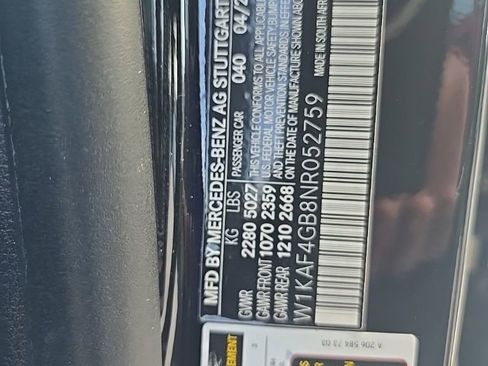 MFD BY MERCEDES-BENZ AG STUTTGART
KG LBS PASSENGER CAR 040 04/2
GVWR 2280 5027 THIS VEHICLE CONFORMS TO ALL APPLICABLE
GAWR FRONT 1070 2359 U.S. FEDERAL MOTOR VEHICLE SAFETY, BUMPER
GAWR REAR 1210 2668 AND THEFT PREVENTION STANDARDS IN EFFECT
ON THE DATE OF MANUFACTURE SHOWN ABOVE
W1KAF4GB8NR052759 MADE IN SOUTH AFR
A 206 584 73 03